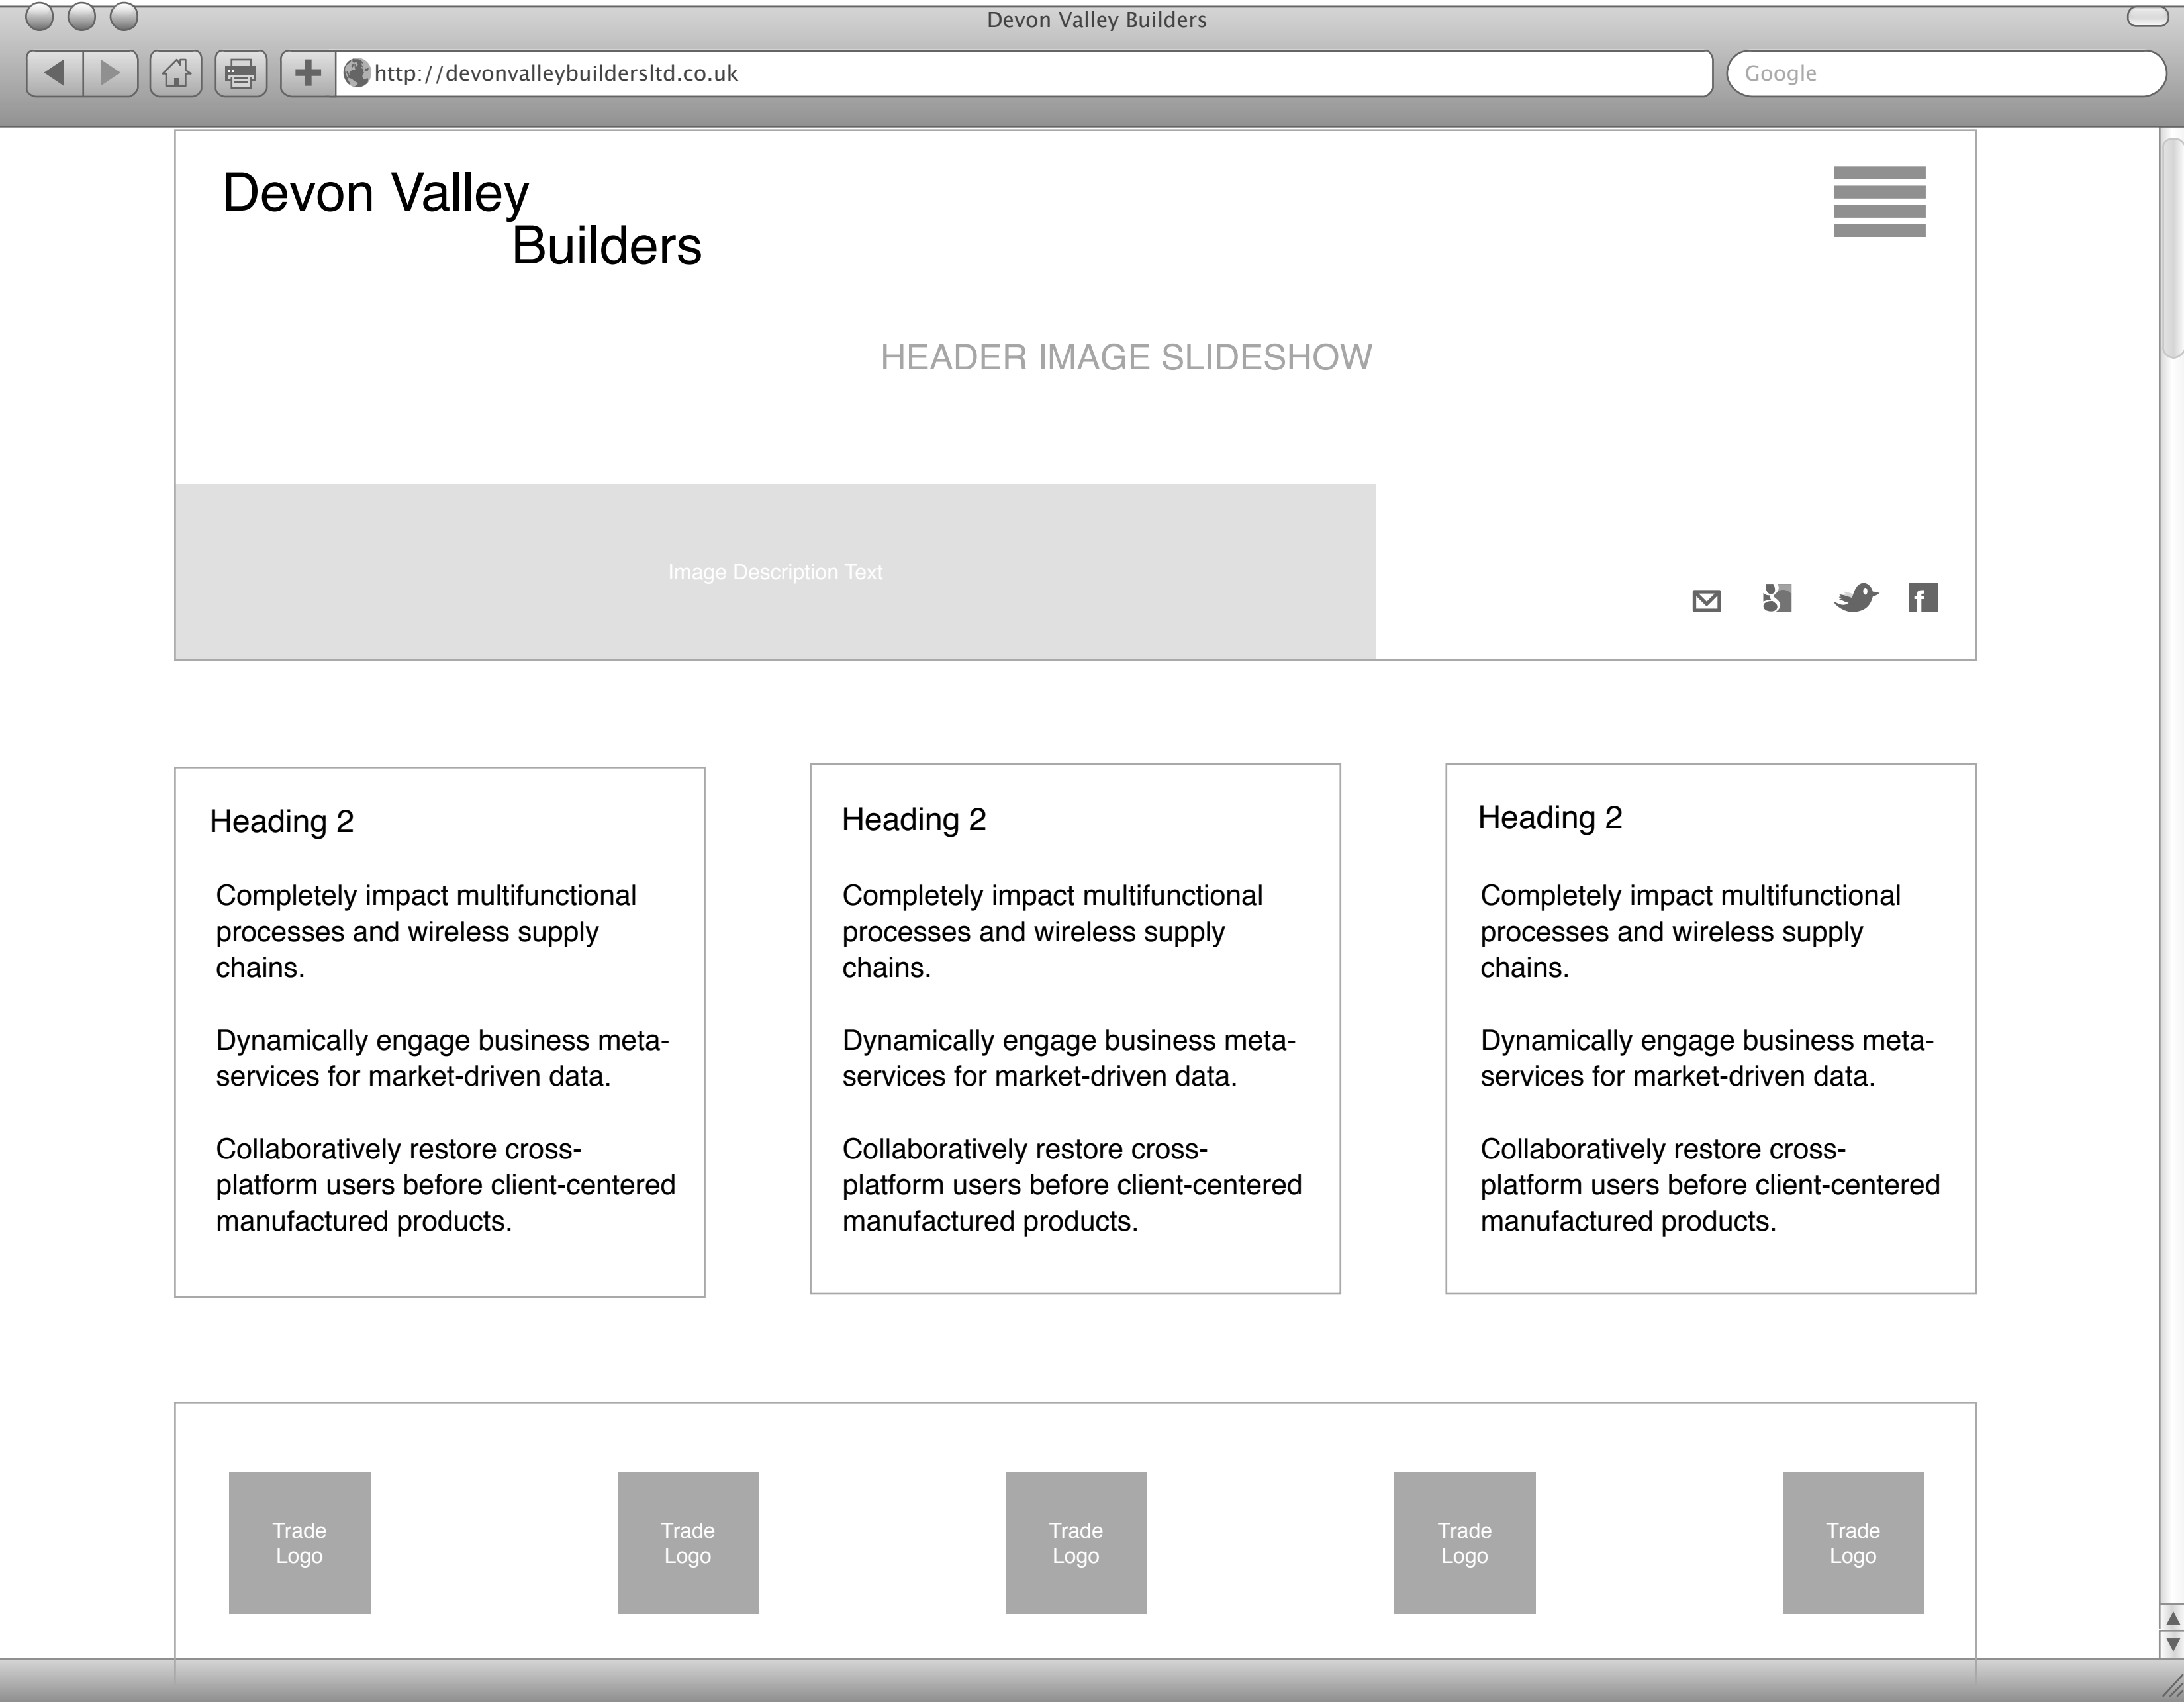 Devon Valley Builders
http://devonvalleybuildersltd.co.uk
Google
Devon Valley
Builders
HEADER IMAGE SLIDESHOW
Image Description Text
f
Heading 2
Completely impact multifunctional
processes and wireless supply
chains.
Dynamically engage business meta-
services for market-driven data.
Collaboratively restore cross-
platform users before client-centered
manufactured products.
Heading 2
Completely impact multifunctional
processes and wireless supply
chains.
Dynamically engage business meta-
services for market-driven data.
Collaboratively restore cross-
platform users before client-centered
manufactured products.
Heading 2
Completely impact multifunctional
processes and wireless supply
chains.
Dynamically engage business meta-
services for market-driven data.
Collaboratively restore cross-
platform users before client-centered
manufactured products.
Trade
Logo
Trade
Logo
Trade
Logo
Trade
Logo
Trade
Logo